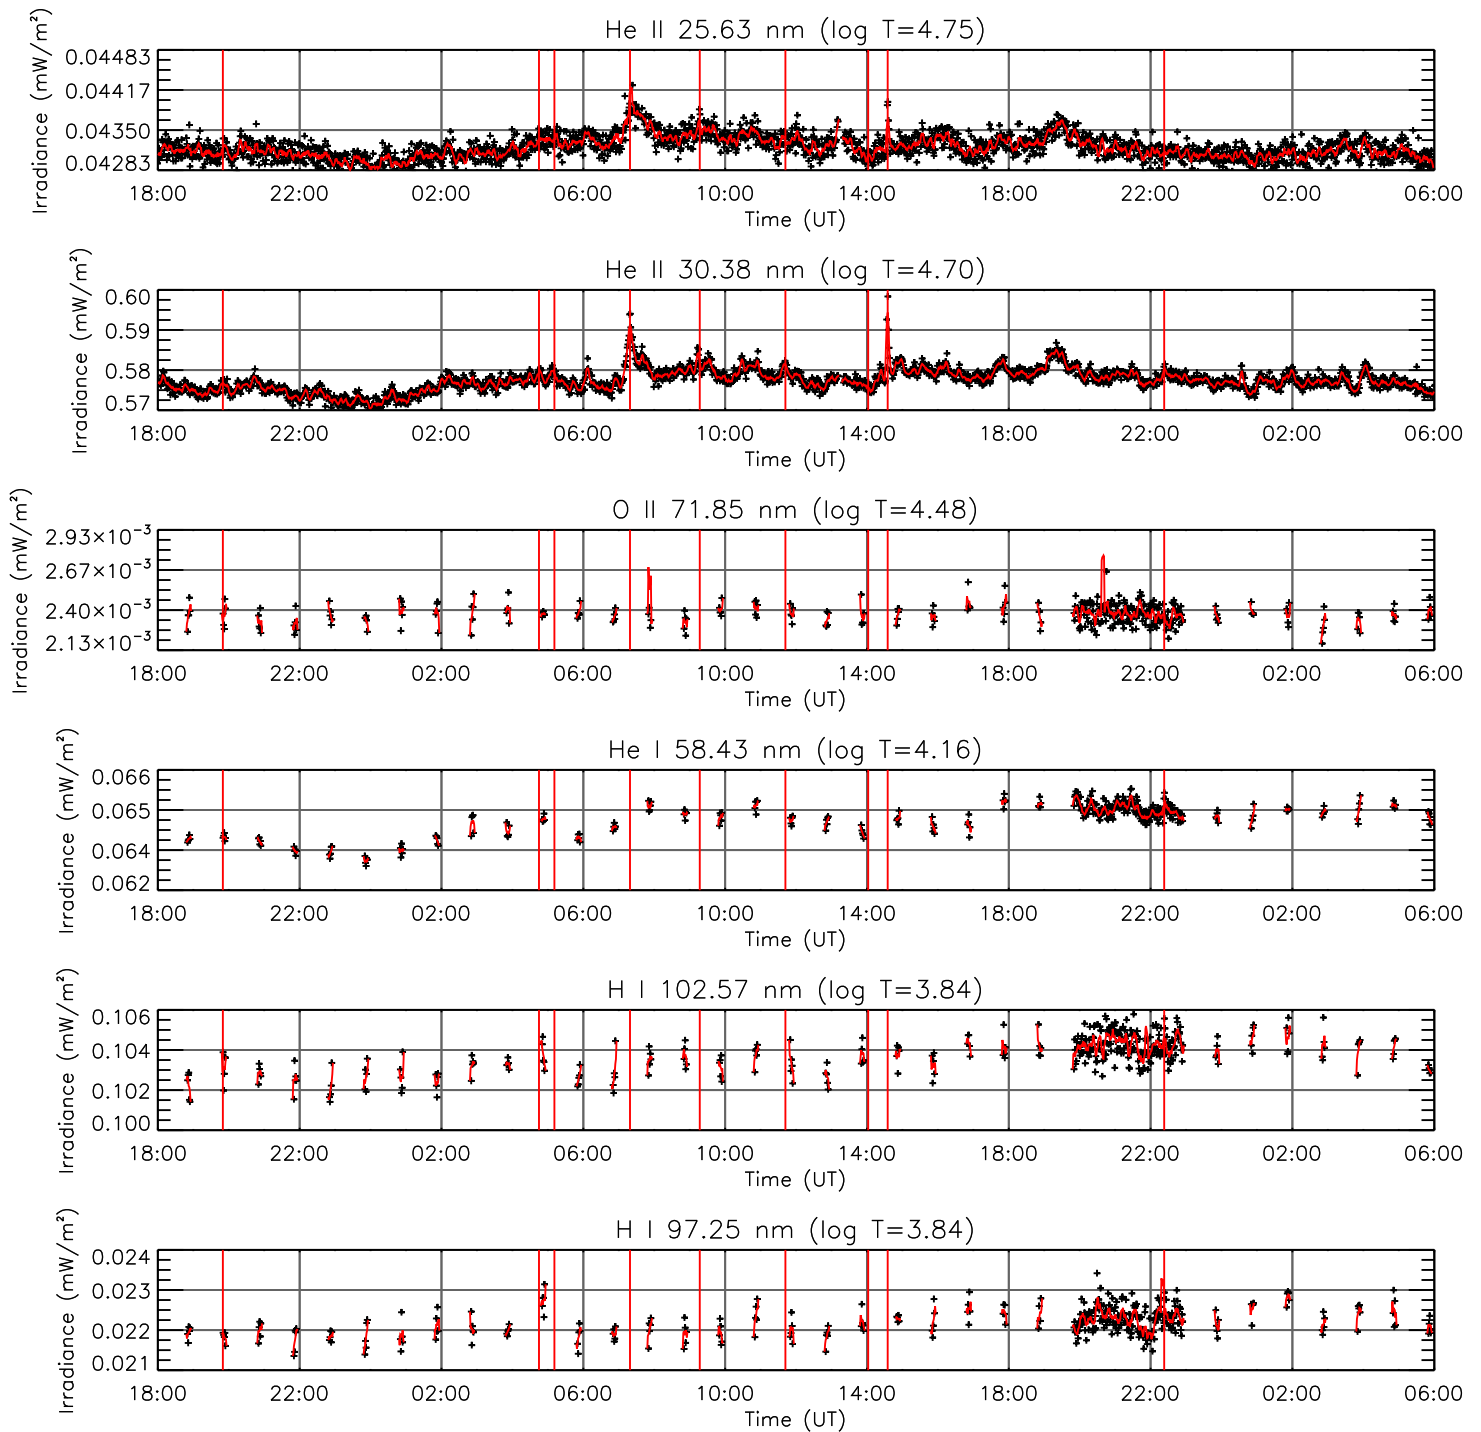 He II 25.63 nm (log T=4.75)
Irradiance (mW/m²)
0.04483
0.04417
0.04350
0.04283
18:00 22:00 02:00 06:00 10:00 14:00 18:00 22:00 02:00 06:00
Time (UT)
He II 30.38 nm (log T=4.70)
Irradiance (mW/m²)
0.60
0.59
0.58
0.57
18:00 22:00 02:00 06:00 10:00 14:00 18:00 22:00 02:00 06:00
Time (UT)
O II 71.85 nm (log T=4.48)
Irradiance (mW/m²)
2.93×10⁻³
2.67×10⁻³
2.40×10⁻³
2.13×10⁻³
18:00 22:00 02:00 06:00 10:00 14:00 18:00 22:00 02:00 06:00
Time (UT)
He I 58.43 nm (log T=4.16)
Irradiance (mW/m²)
0.066
0.065
0.064
0.062
18:00 22:00 02:00 06:00 10:00 14:00 18:00 22:00 02:00 06:00
Time (UT)
H I 102.57 nm (log T=3.84)
Irradiance (mW/m²)
0.106
0.104
0.102
0.100
18:00 22:00 02:00 06:00 10:00 14:00 18:00 22:00 02:00 06:00
Time (UT)
H I 97.25 nm (log T=3.84)
Irradiance (mW/m²)
0.024
0.023
0.022
0.021
18:00 22:00 02:00 06:00 10:00 14:00 18:00 22:00 02:00 06:00
Time (UT)